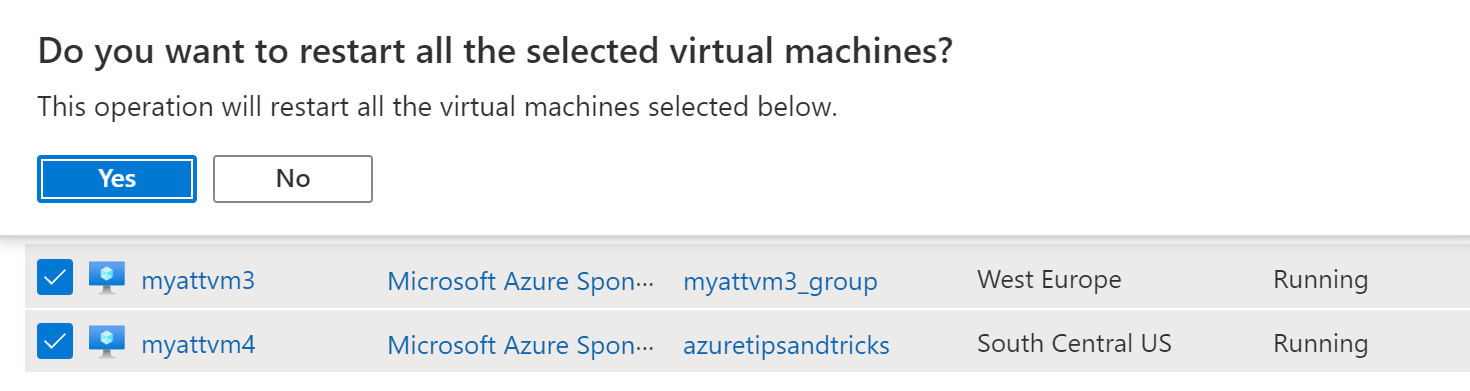 Do you want to restart all the selected virtual machines?
This operation will restart all the virtual machines selected below.
Yes No
myattvm3 Microsoft Azure Spon··· myattvm3_group West Europe Running
myattvm4 Microsoft Azure Spon··· azuretipsandtricks South Central US Running